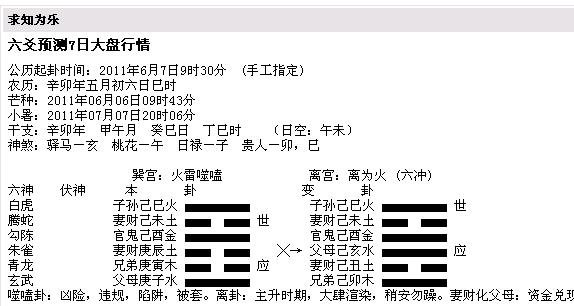 求知为乐
六爻预测7日大盘行情
公历起卦时间：2011年6月7日9时30分 （手工指定）
农历：辛卯年五月初六日巳时
芒种：2011年06月06日09时43分
小暑：2011年07月07日20时06分
干支：辛卯年 甲午月 癸巳日 丁巳时 （日空：午未）
神煞：驿马—亥 桃花—午 日禄—子 贵人—卯，巳
巽宫：火雷噬嗑 离宫：离为火 （六冲）
六神 伏神 本 卦 变 卦
白虎 子孙己巳火 子孙己巳火 世
腾蛇 妻财己未土 世 妻财己未土
勾陈 官鬼己酉金 官鬼己酉金
朱雀 妻财庚辰土 ╳→ 父母己亥水 应
青龙 兄弟庚寅木 应 妻财己丑土
玄武 父母庚子水 兄弟己卯木
噬嗑卦：凶险，违规，陷阱，被套。离卦：主升时期，大肆渲染，稍安勿躁。妻财化父母：资金兑现